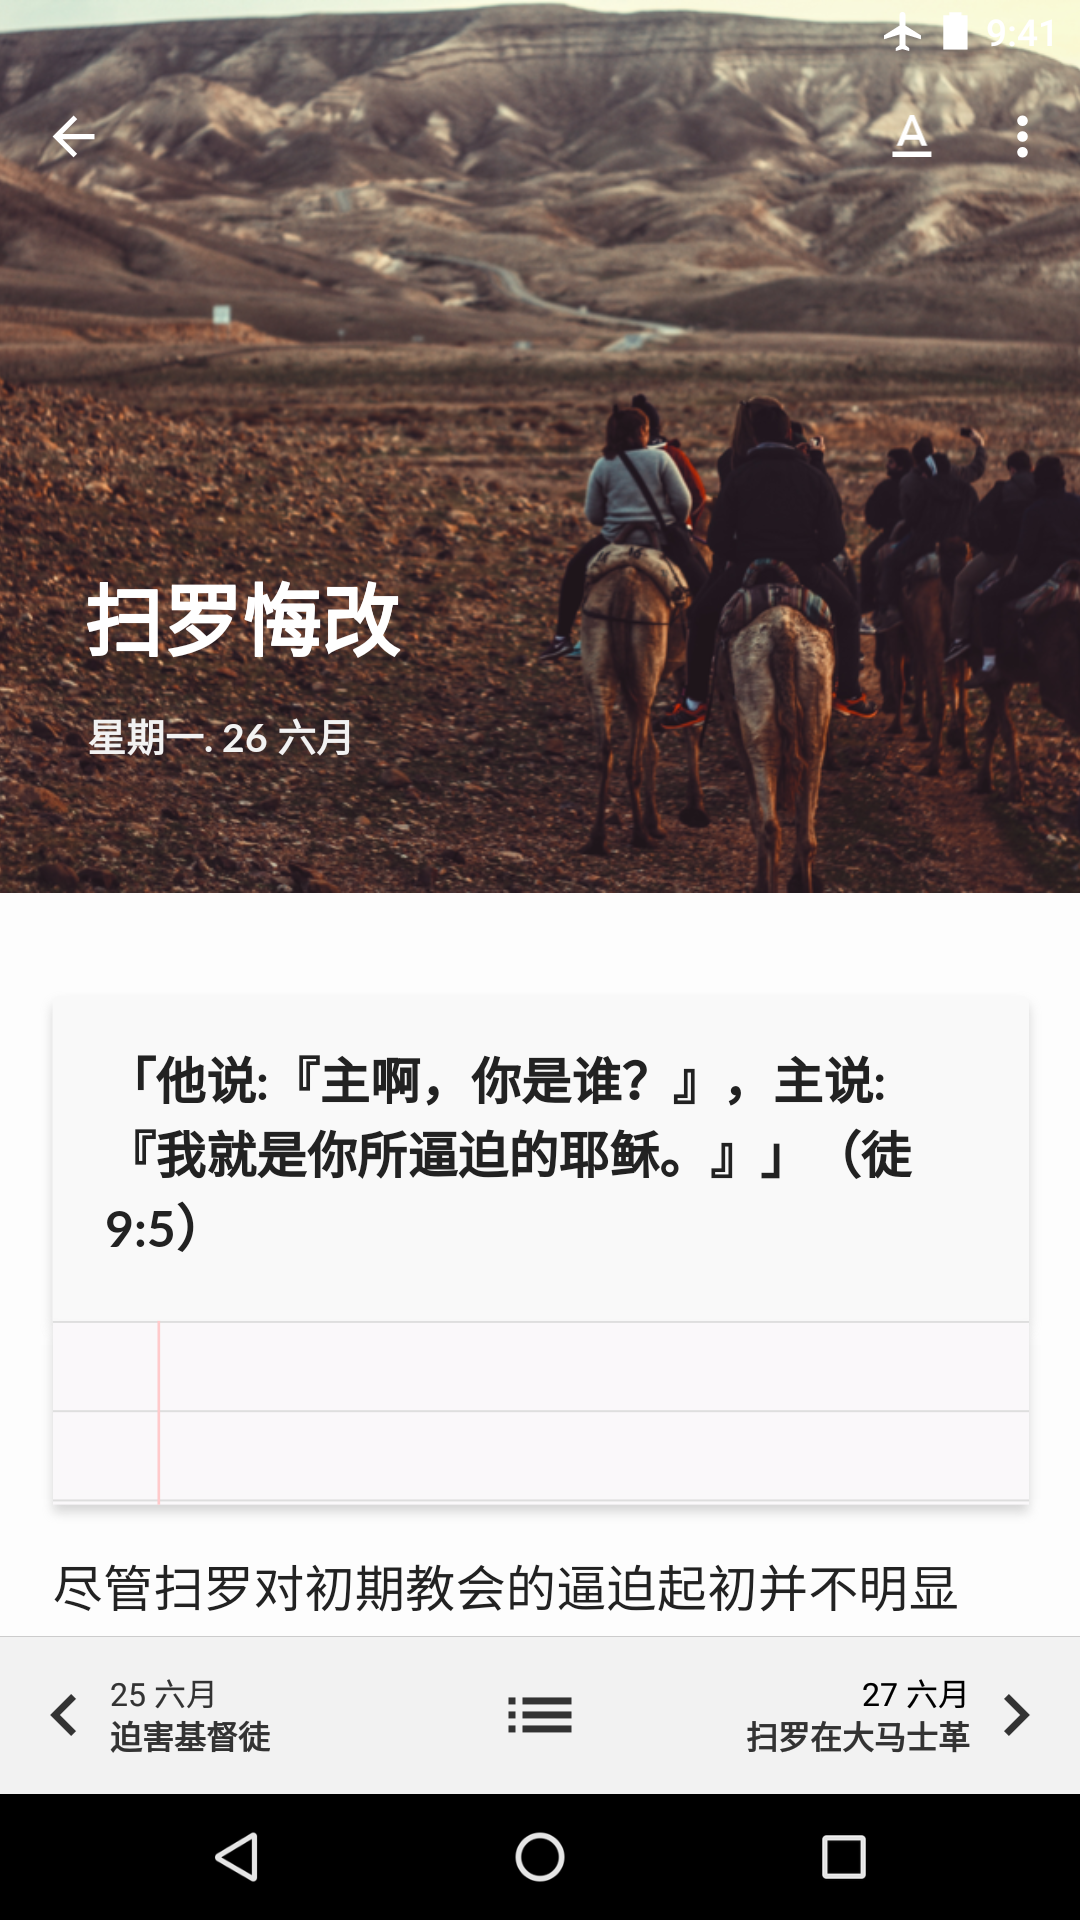 9:41
A
扫罗悔改
星期一. 26 六月
「他说:『主啊，你是谁？』，主说:
『我就是你所逼迫的耶稣。』」（徒
9:5）
尽管扫罗对初期教会的逼迫起初并不明显
25 六月
迫害基督徒
27 六月
扫罗在大马士革